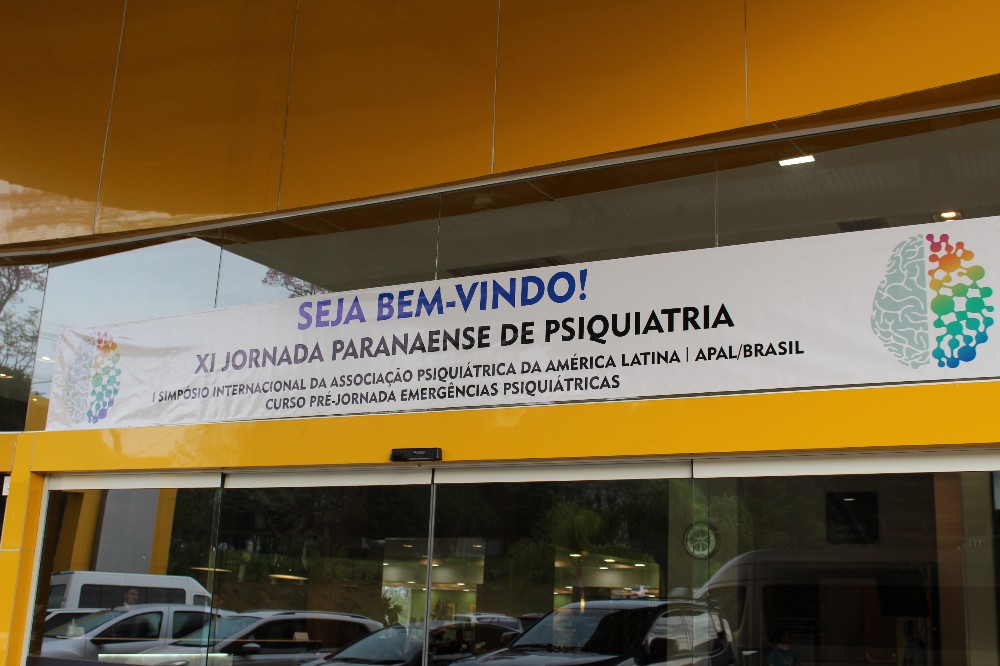 SEJA BEM-VINDO!
XI JORNADA PARANAENSE DE PSIQUIATRIA
I SIMPÓSIO INTERNACIONAL DA ASSOCIAÇÃO PSIQUIÁTRICA DA AMÉRICA LATINA | APAL/BRASIL
CURSO PRÉ-JORNADA EMERGÊNCIAS PSIQUIÁTRICAS